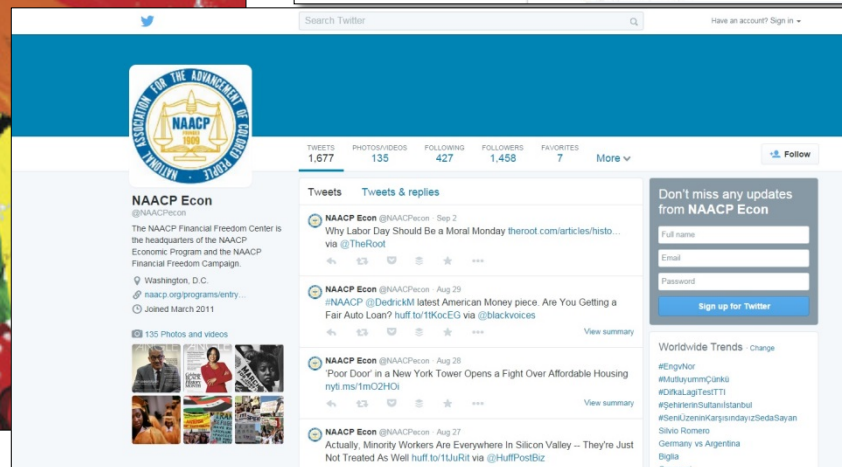 Search Twitter
Have an account? Sign in
NATIONAL ASSOCIATION FOR THE ADVANCEMENT OF COLORED PEOPLE
NAACP
FOUNDED
1909
TWEETS
1,677
PHOTOS/VIDEOS
135
FOLLOWING
427
FOLLOWERS
1,458
FAVORITES
7
More
Follow
NAACP Econ
@NAACPecon
The NAACP Financial Freedom Center is
the headquarters of the NAACP
Economic Program and the NAACP
Financial Freedom Campaign.
Washington, D.C.
naacp.org/programs/entry...
Joined March 2011
135 Photos and videos
Tweets Tweets & replies
NAACP Econ @NAACPecon · Sep 2
Why Labor Day Should Be a Moral Monday theroot.com/articles/histo...
via @TheRoot
NAACP Econ @NAACPecon · Aug 29
#NAACP @DedrickM latest American Money piece. Are You Getting a
Fair Auto Loan? huff.to/1tKocEG via @blackvoices
View summary
NAACP Econ @NAACPecon · Aug 28
'Poor Door' in a New York Tower Opens a Fight Over Affordable Housing
nyti.ms/1mO2HOi
View summary
NAACP Econ @NAACPecon · Aug 27
Actually, Minority Workers Are Everywhere In Silicon Valley -- They're Just
Not Treated As Well huff.to/1tJuRit via @HuffPostBiz
Don't miss any updates
from NAACP Econ
Full name
Email
Password
Sign up for Twitter
Worldwide Trends · Change
#EngvNor
#MutluyumÇünkü
#DifkaLagiTestTTI
#ŞehirlerinSultanıİstanbul
#SeniÜzeninKarşısındayızSedaSayan
Silvio Romero
Germany vs Argentina
Biglia